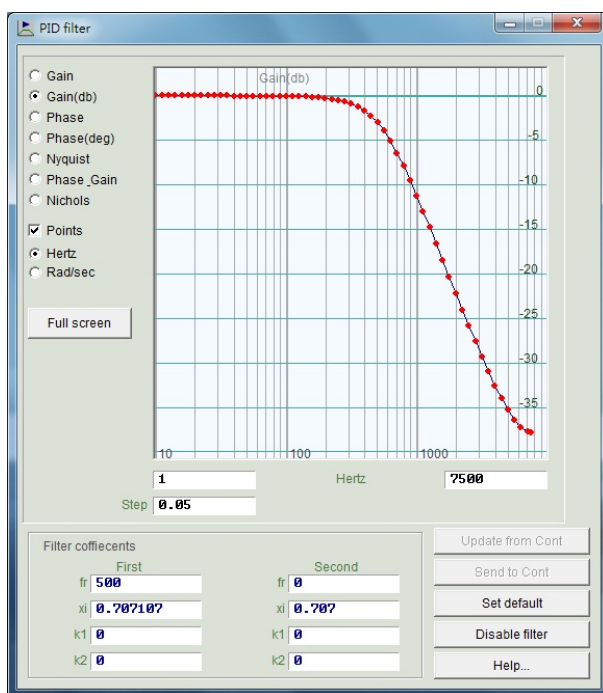 PID filter
Gain
Gain(db)
Phase
Phase(deg)
Nyquist
Phase_Gain
Nichols
Points
Hertz
Rad/sec
Full screen
Gain(db)
0
-5
-10
-15
-20
-25
-30
-35
10 100 1000
1 Hertz 7500
Step 0.05
Filter coffiecents
First Second
fr 500 fr 0
xi 0.707107 xi 0.707
k1 0 k1 0
k2 0 k2 0
Update from Cont
Send to Cont
Set default
Disable filter
Help...